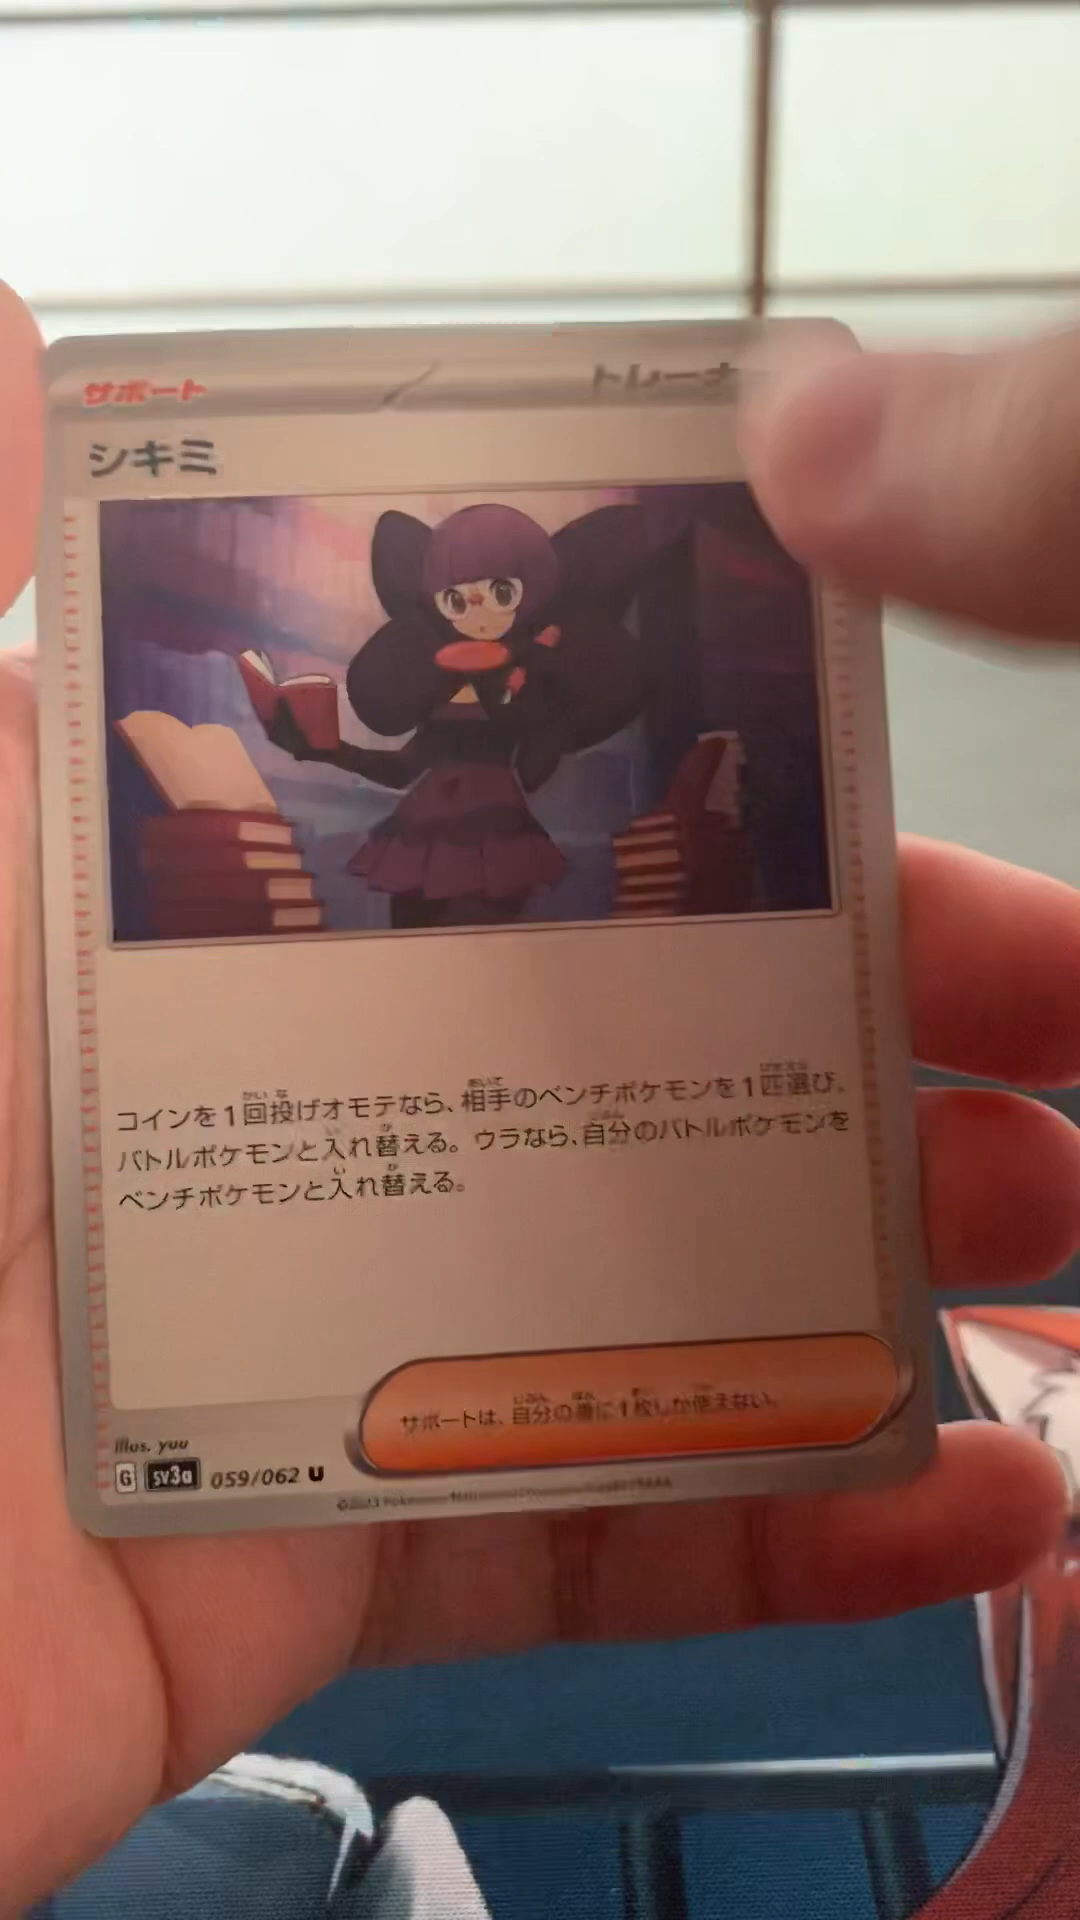 サポート
トレーナ
シキミ
コインを1回投げオモテなら、相手のベンチポケモンを1匹選び、
バトルポケモンと入れ替える。ウラなら、自分のバトルポケモンを
ベンチポケモンと入れ替える。
サポートは、自分の番に1枚しか使えない。
illus. yuu
G sv3a 059/062 U